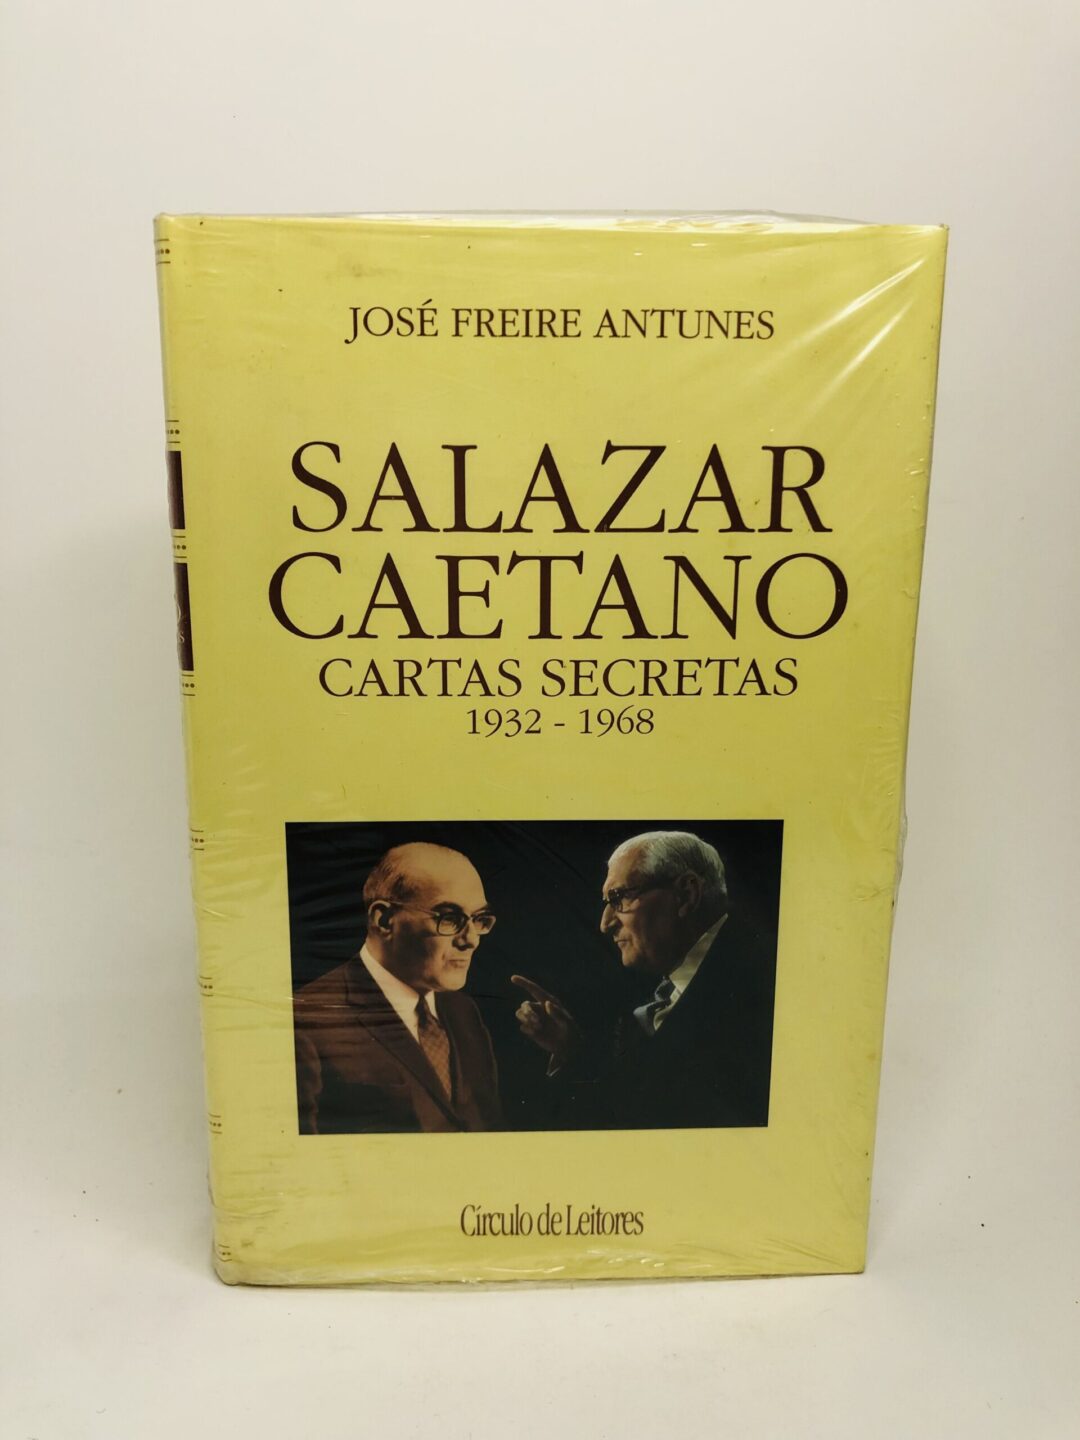 JOSÉ FREIRE ANTUNES
SALAZAR
CAETANO
CARTAS SECRETAS
1932 - 1968
Círculo de Leitores